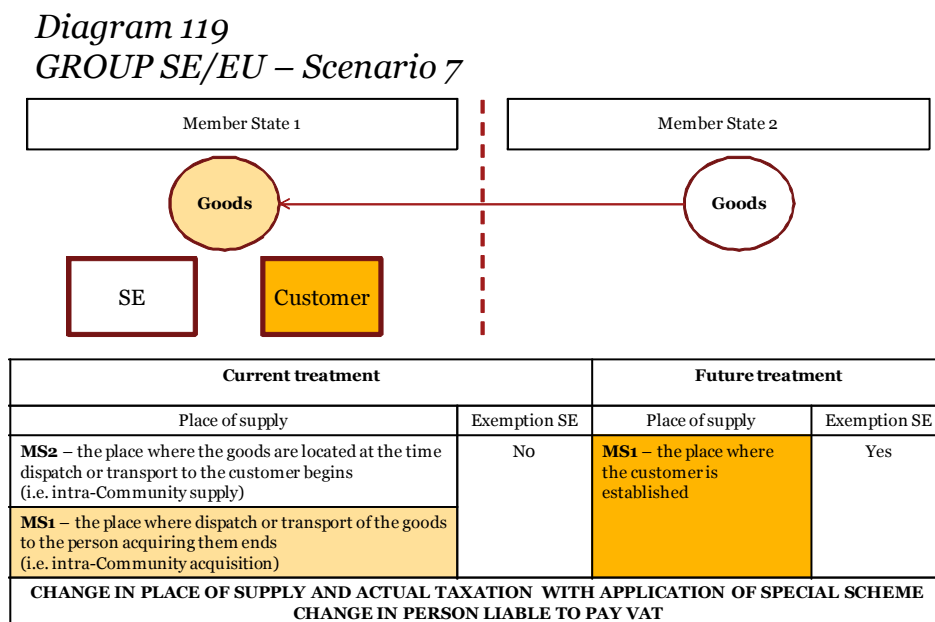 Diagram 119
GROUP SE/EU – Scenario 7
Member State 1
Member State 2
Goods
Goods
SE
Customer
Current treatment
Future treatment
Place of supply
Exemption SE
Place of supply
Exemption SE
MS2 – the place where the goods are located at the time
dispatch or transport to the customer begins
(i.e. intra-Community supply)
No
MS1 – the place where
the customer is
established
Yes
MS1 – the place where dispatch or transport of the goods
to the person acquiring them ends
(i.e. intra-Community acquisition)
CHANGE IN PLACE OF SUPPLY AND ACTUAL TAXATION WITH APPLICATION OF SPECIAL SCHEME
CHANGE IN PERSON LIABLE TO PAY VAT